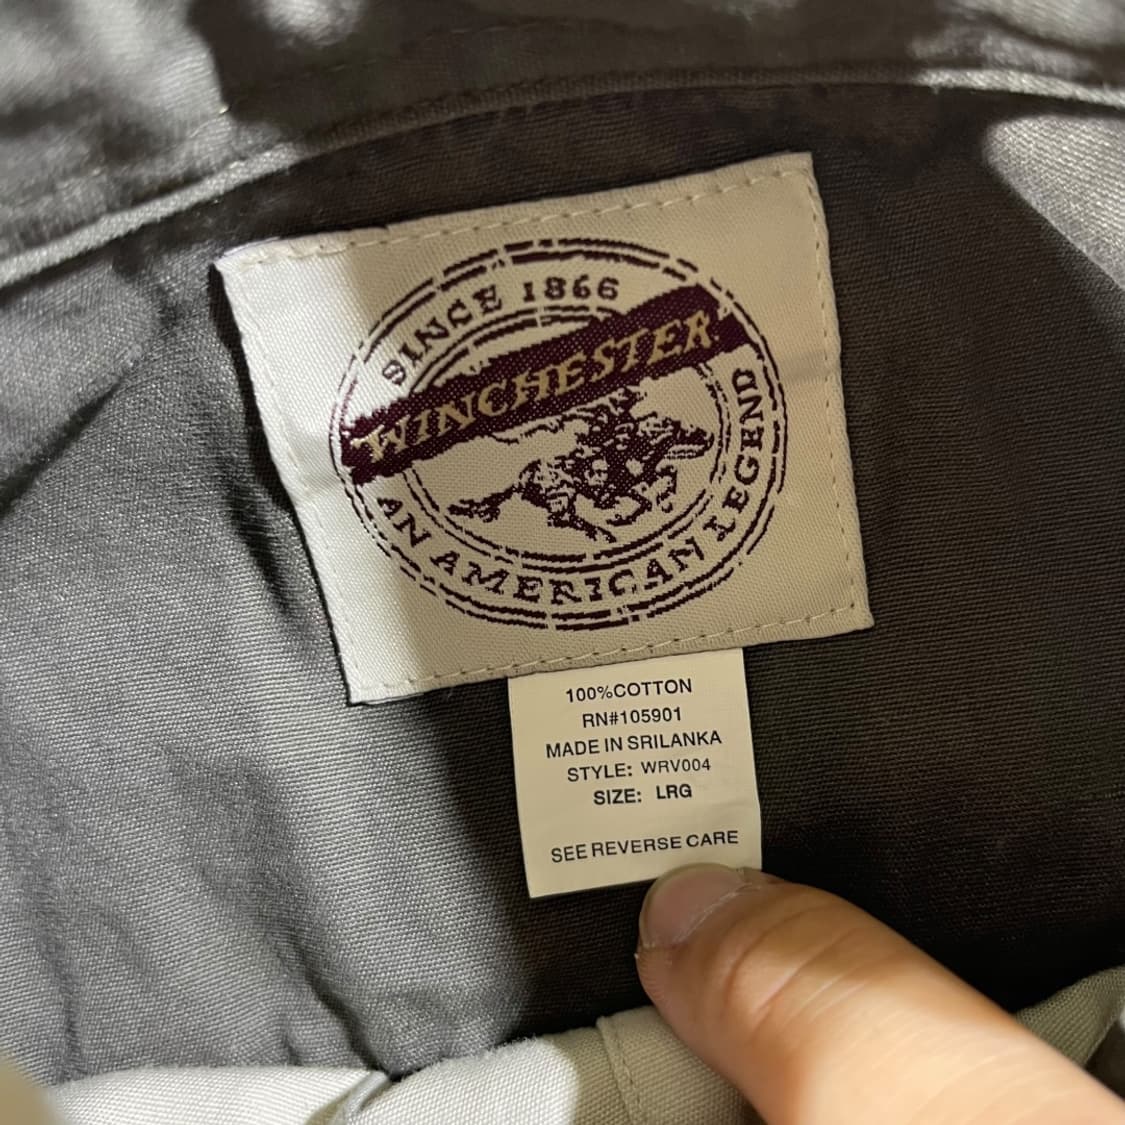 SINCE 1866
WINCHESTER
AN AMERICAN LEGEND
100%COTTON
RN#105901
MADE IN SRILANKA
STYLE: WRV004
SIZE: LRG
SEE REVERSE CARE